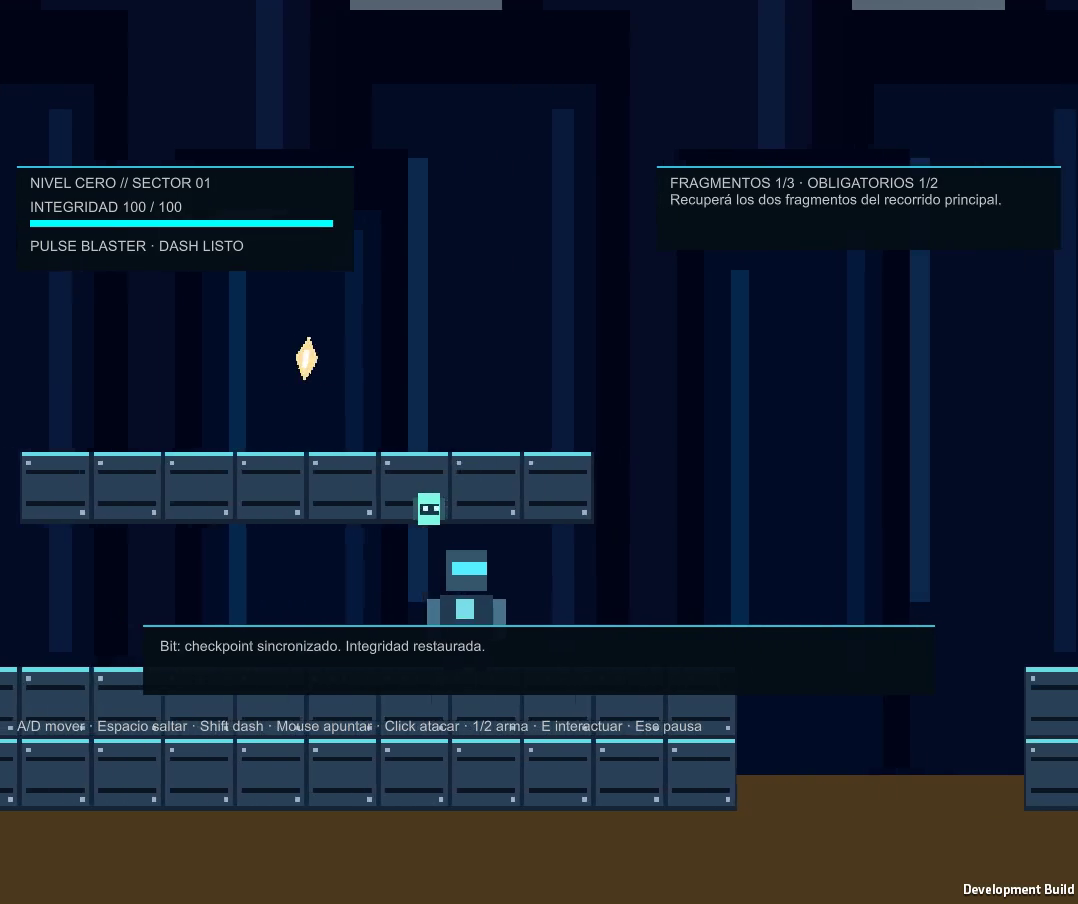 NIVEL CERO // SECTOR 01
INTEGRIDAD 100 / 100
PULSE BLASTER · DASH LISTO
FRAGMENTOS 1/3 · OBLIGATORIOS 1/2
Recuperá los dos fragmentos del recorrido principal.
Bit: checkpoint sincronizado. Integridad restaurada.
A/D mover · Espacio saltar · Shift dash · Mouse apuntar · Click atacar · 1/2 arma · E interactuar · Esc pausa
Development Build